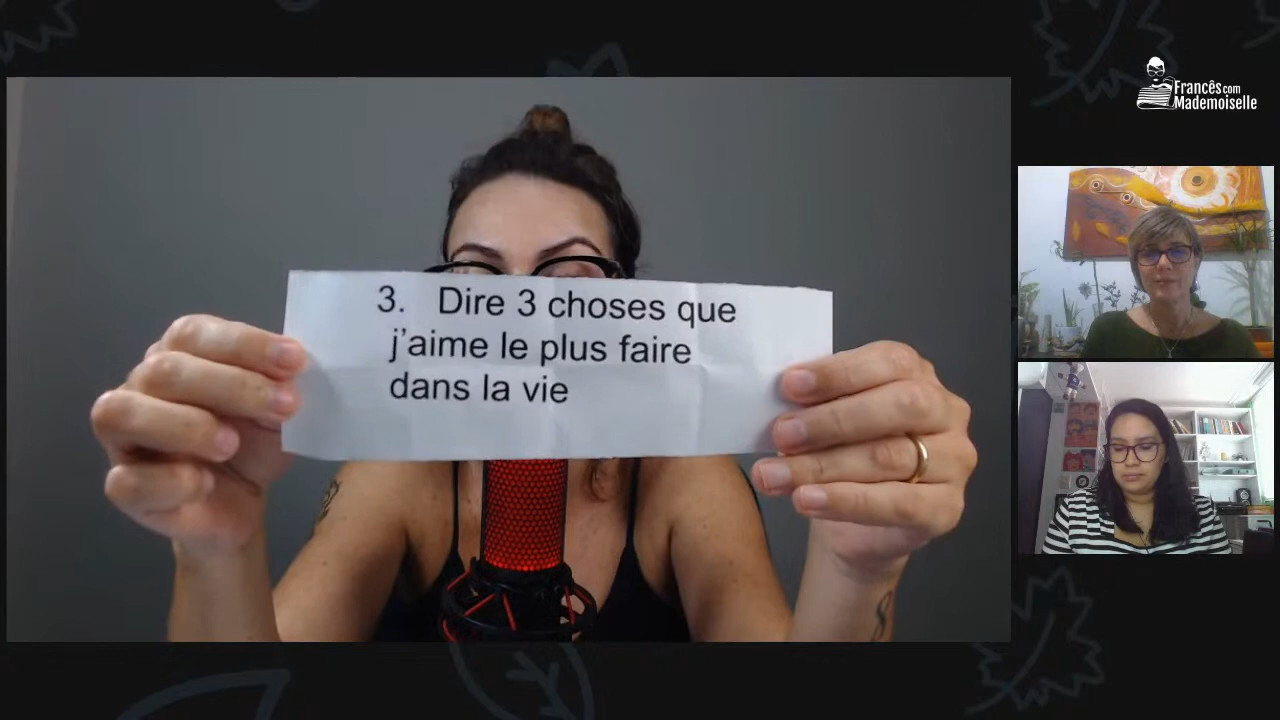 Francês com
Mademoiselle
3. Dire 3 choses que
j'aime le plus faire
dans la vie